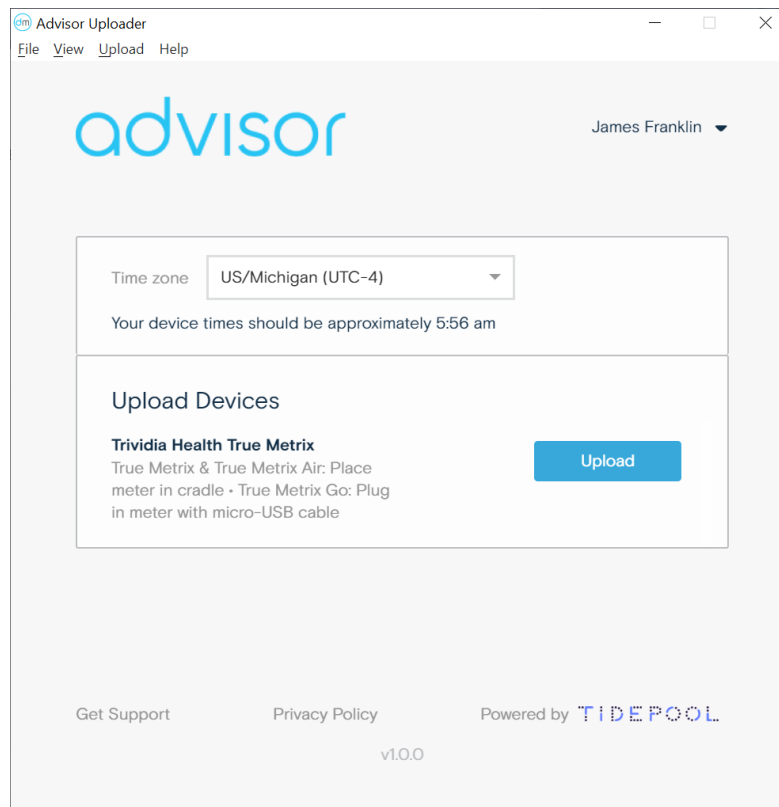 dm Advisor Uploader
File View Upload Help
advisor
James Franklin
Time zone US/Michigan (UTC-4)
Your device times should be approximately 5:56 am
Upload Devices
Trividia Health True Metrix
True Metrix & True Metrix Air: Place
meter in cradle • True Metrix Go: Plug
in meter with micro-USB cable
Upload
Get Support Privacy Policy Powered by TIDEPOOL
v1.0.0